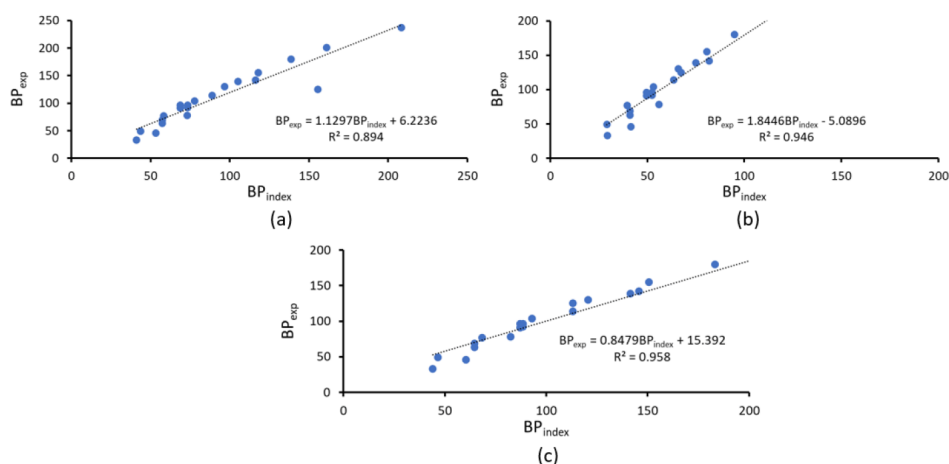 250
200
150
100
50
0
BPexp
0 50 100 150 200 250
BPindex
BPexp = 1.1297BPindex + 6.2236
R² = 0.894
(a)
200
150
100
50
0
BPexp
0 50 100 150 200
BPindex
BPexp = 1.8446BPindex - 5.0896
R² = 0.946
(b)
200
150
100
50
0
BPexp
0 50 100 150 200
BPindex
BPexp = 0.8479BPindex + 15.392
R² = 0.958
(c)